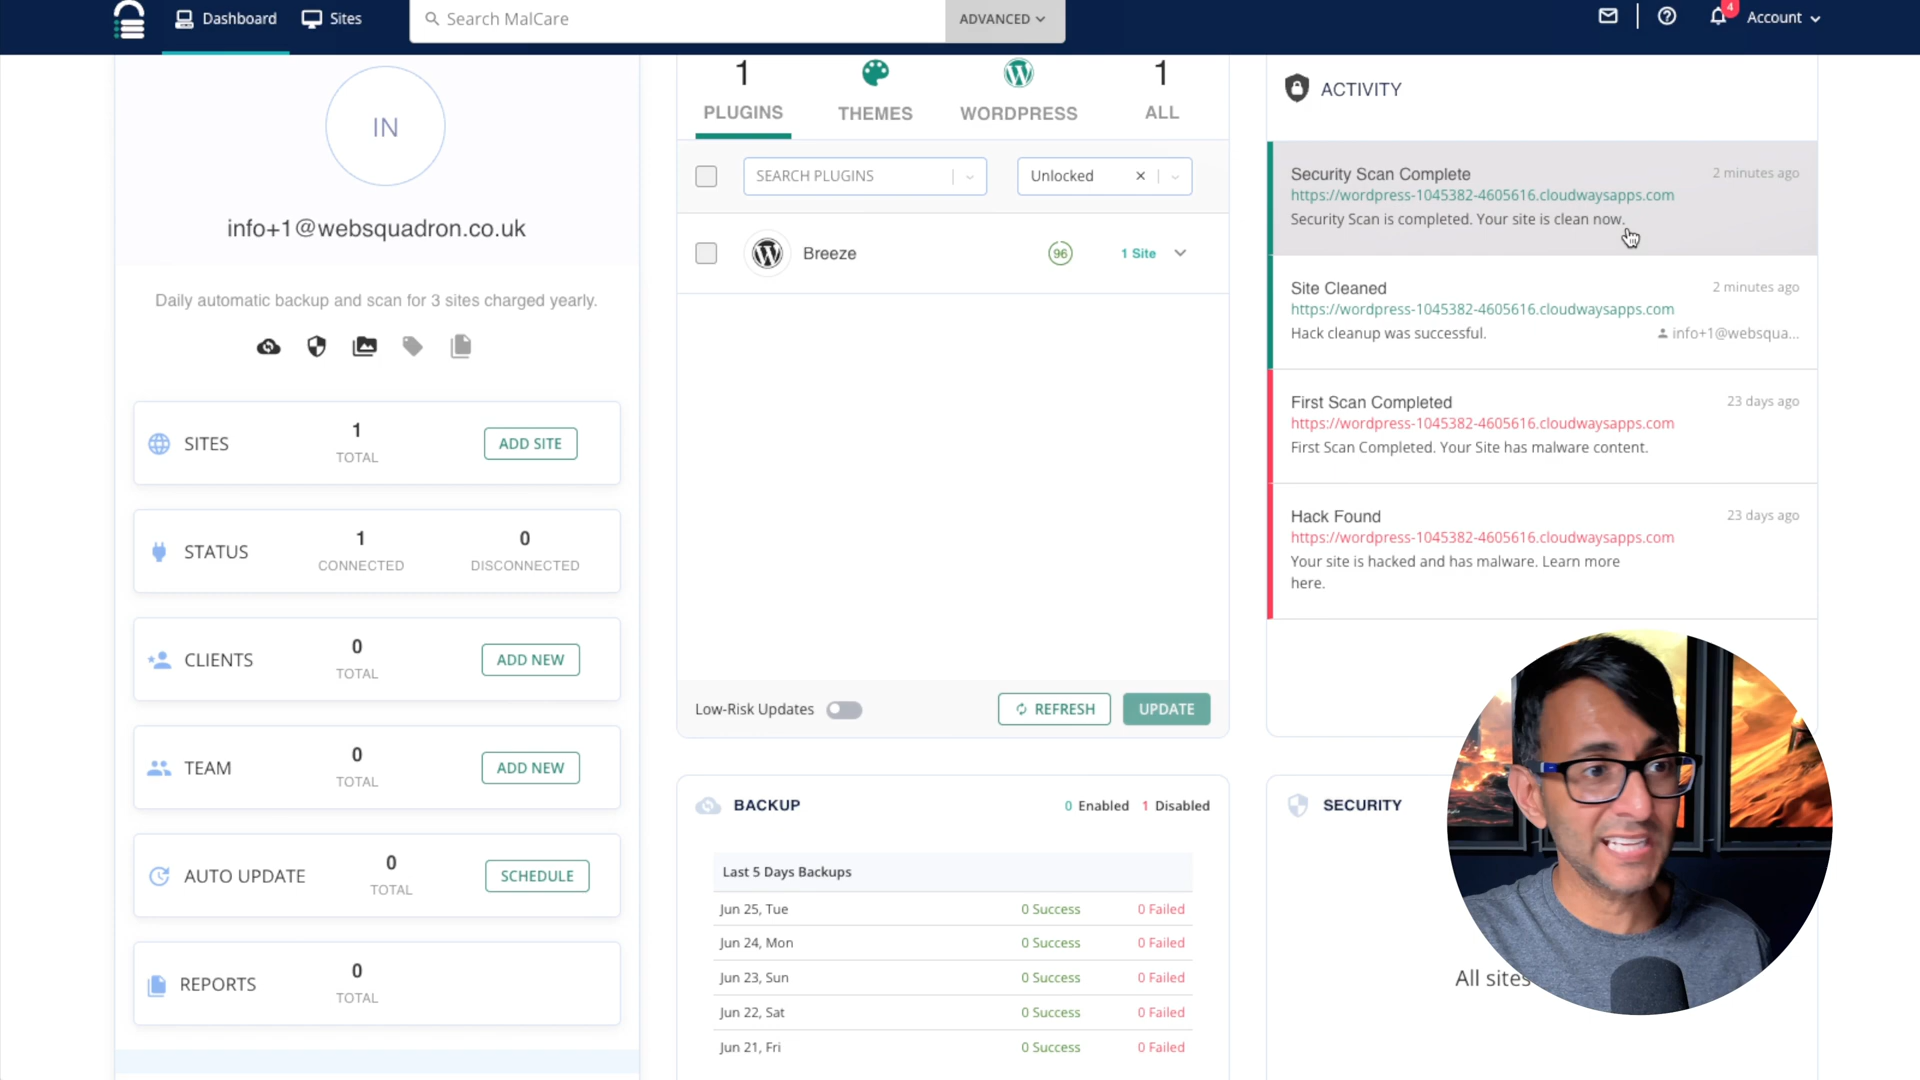 Dashboard
Sites
Search MalCare
ADVANCED
4
Account
IN
info+1@websquadron.co.uk
Daily automatic backup and scan for 3 sites charged yearly.
SITES
1
TOTAL
ADD SITE
STATUS
1
CONNECTED
0
DISCONNECTED
CLIENTS
0
TOTAL
ADD NEW
TEAM
0
TOTAL
ADD NEW
AUTO UPDATE
0
TOTAL
SCHEDULE
REPORTS
0
TOTAL
1
PLUGINS
THEMES
WORDPRESS
1
ALL
SEARCH PLUGINS
Unlocked
Breeze
96
1 Site
Low-Risk Updates
REFRESH
UPDATE
BACKUP
0 Enabled 1 Disabled
Last 5 Days Backups
Jun 25, Tue 0 Success 0 Failed
Jun 24, Mon 0 Success 0 Failed
Jun 23, Sun 0 Success 0 Failed
Jun 22, Sat 0 Success 0 Failed
Jun 21, Fri 0 Success 0 Failed
ACTIVITY
Security Scan Complete 2 minutes ago
https://wordpress-1045382-4605616.cloudwaysapps.com
Security Scan is completed. Your site is clean now.
Site Cleaned 2 minutes ago
https://wordpress-1045382-4605616.cloudwaysapps.com
Hack cleanup was successful. info+1@websqua...
First Scan Completed 23 days ago
https://wordpress-1045382-4605616.cloudwaysapps.com
First Scan Completed. Your Site has malware content.
Hack Found 23 days ago
https://wordpress-1045382-4605616.cloudwaysapps.com
Your site is hacked and has malware. Learn more
here.
SECURITY
All sites